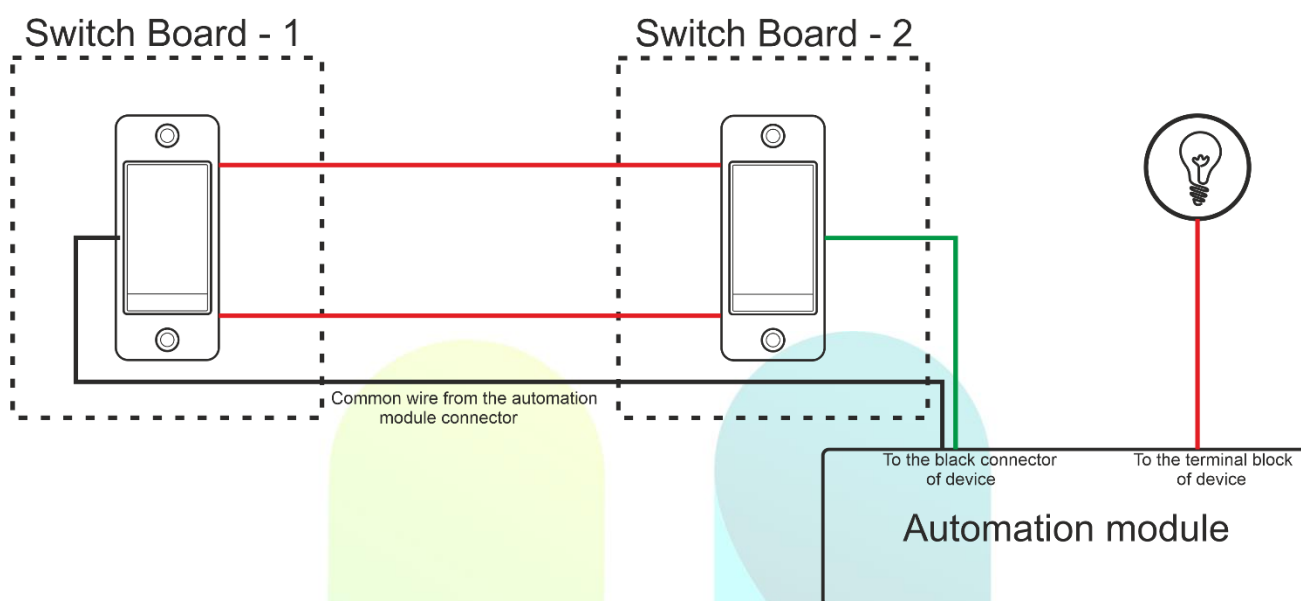 Switch Board - 1
Switch Board - 2
Common wire from the automation
module connector
To the black connector
of device
To the terminal block
of device
Automation module